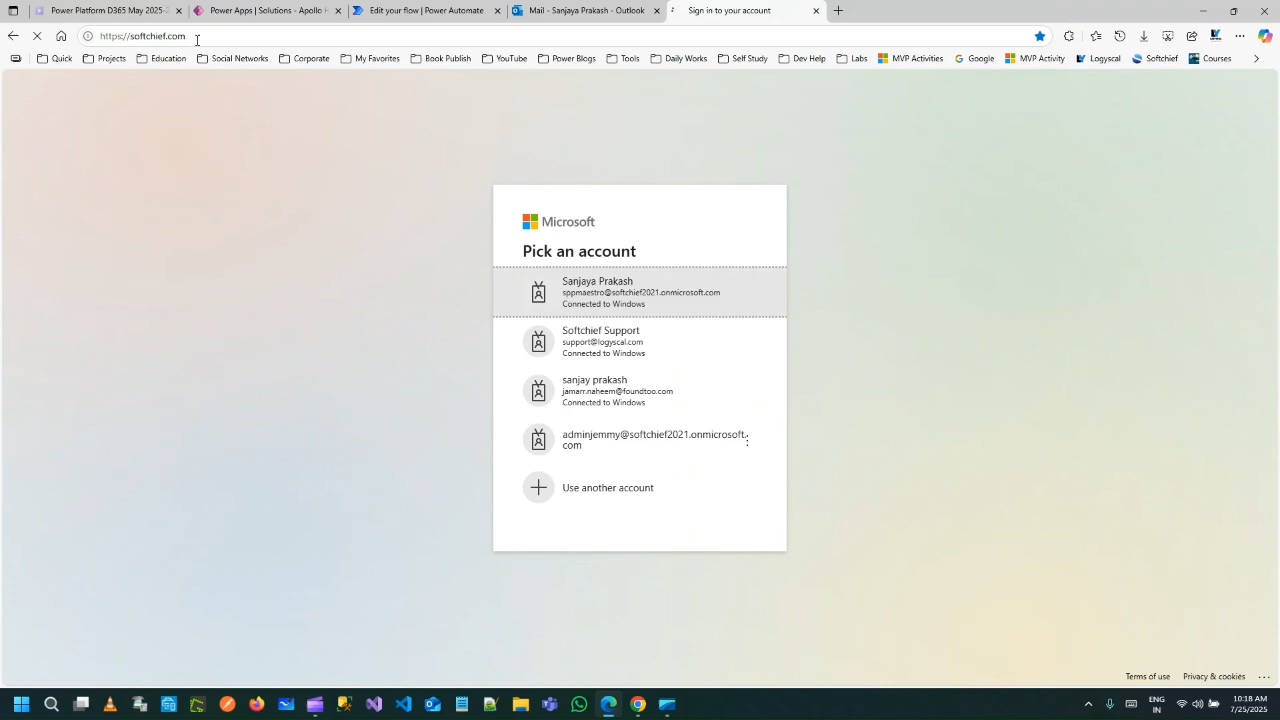 Power Platform D365 May 2025-
Power Apps | Solutions - Apollo H
Edit your flow | Power Automate
Mail - Sanjaya Prakash - Outlook
Sign in to your account
https://softchief.com
Quick
Projects
Education
Social Networks
Corporate
My Favorites
Book Publish
YouTube
Power Blogs
Tools
Daily Works
Self Study
Dev Help
Labs
MVP Activities
Google
MVP Activity
Logyscal
Softchief
Courses
Microsoft
Pick an account
Sanjaya Prakash
sppmaestro@softchief2021.onmicrosoft.com
Connected to Windows
Softchief Support
support@logyscal.com
Connected to Windows
sanjay prakash
jamarr.naheem@foundtoo.com
Connected to Windows
adminjemmy@softchief2021.onmicrosoft.
com
Use another account
Terms of use
Privacy & cookies
...
ENG
IN
10:18 AM
7/25/2025